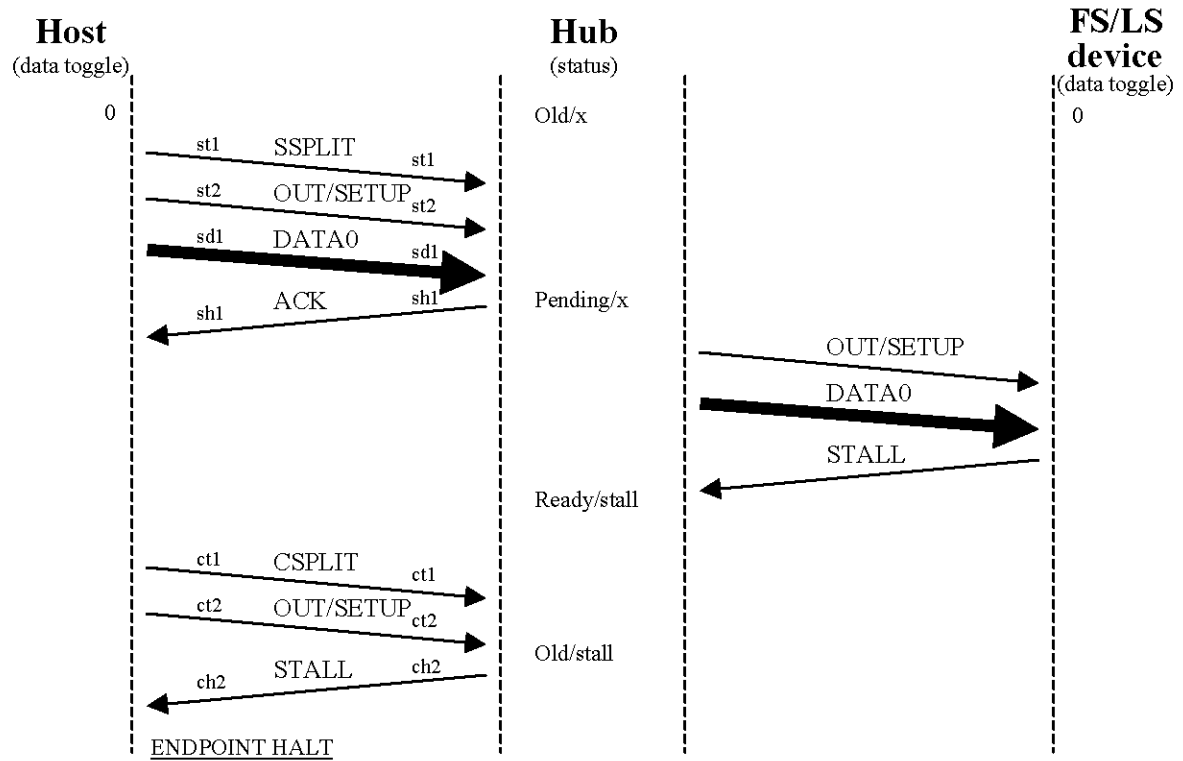 Host
(data toggle)
Hub
(status)
FS/LS
device
(data toggle)
0
Old/x
0
st1 SSPLIT st1
st2 OUT/SETUP st2
sd1 DATA0 sd1
sh1 ACK sh1
Pending/x
OUT/SETUP
DATA0
STALL
Ready/stall
ct1 CSPLIT ct1
ct2 OUT/SETUP ct2
Old/stall
ch2 STALL ch2
ENDPOINT HALT